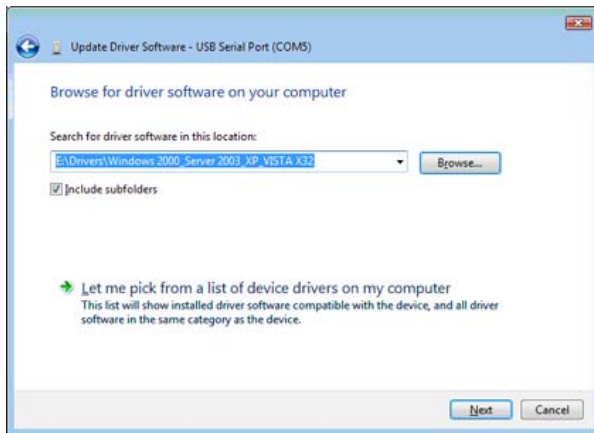 Update Driver Software - USB Serial Port (COM5)
Browse for driver software on your computer
Search for driver software in this location:
E:\Drivers\Windows 2000_Server 2003_XP_VISTA X32
Browse...
Include subfolders
Let me pick from a list of device drivers on my computer
This list will show installed driver software compatible with the device, and all driver
software in the same category as the device.
Next
Cancel